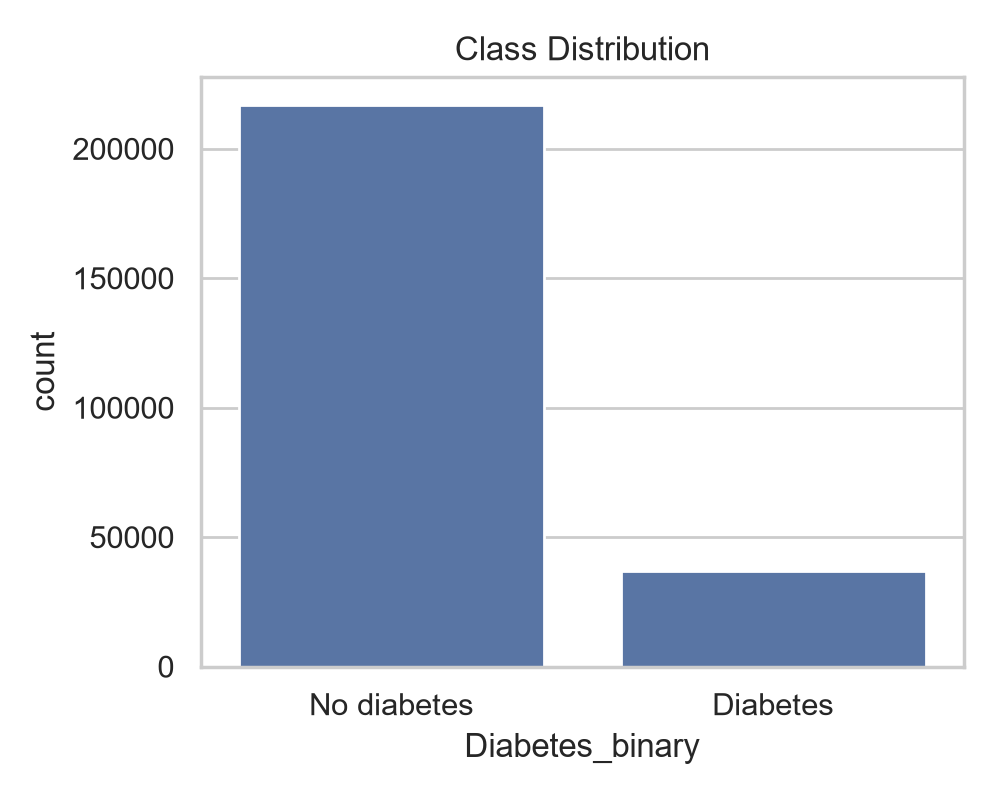 Class Distribution
200000
150000
100000
50000
0
count
No diabetes
Diabetes
Diabetes_binary